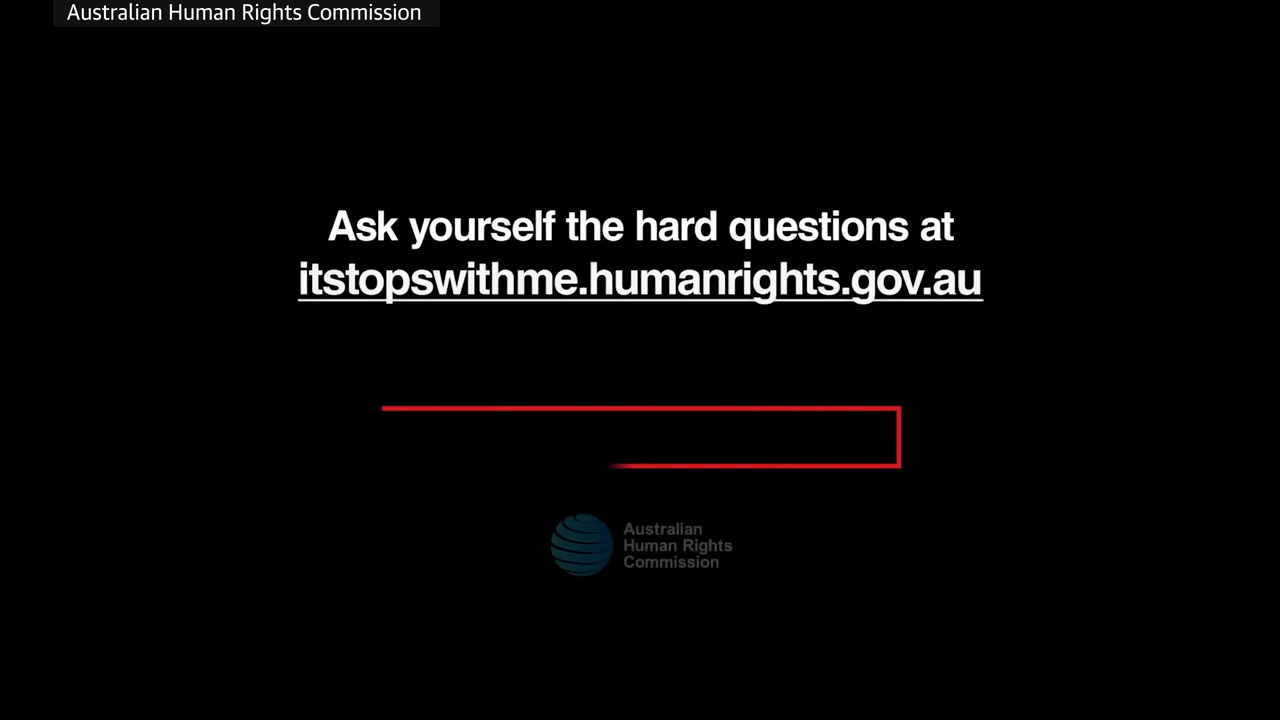 Australian Human Rights Commission
Ask yourself the hard questions at
itstopswithme.humanrights.gov.au
Australian
Human Rights
Commission